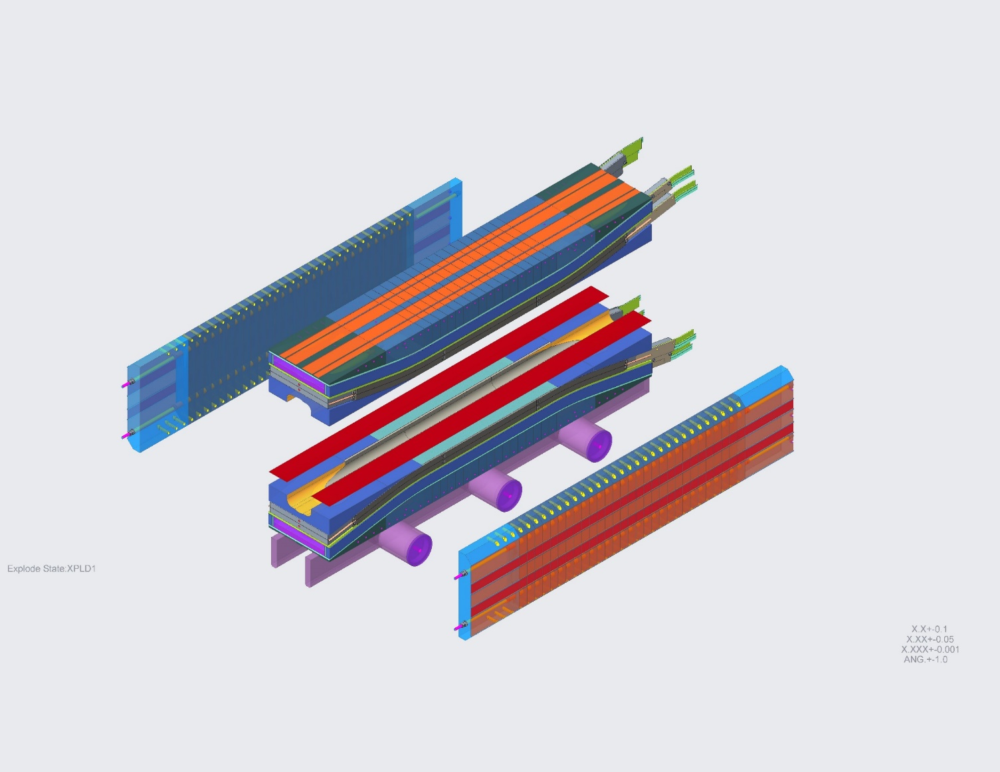 Explode State:XPLD1
X.X+-0.1
X.XX+-0.05
X.XXX+-0.001
ANG.+-1.0